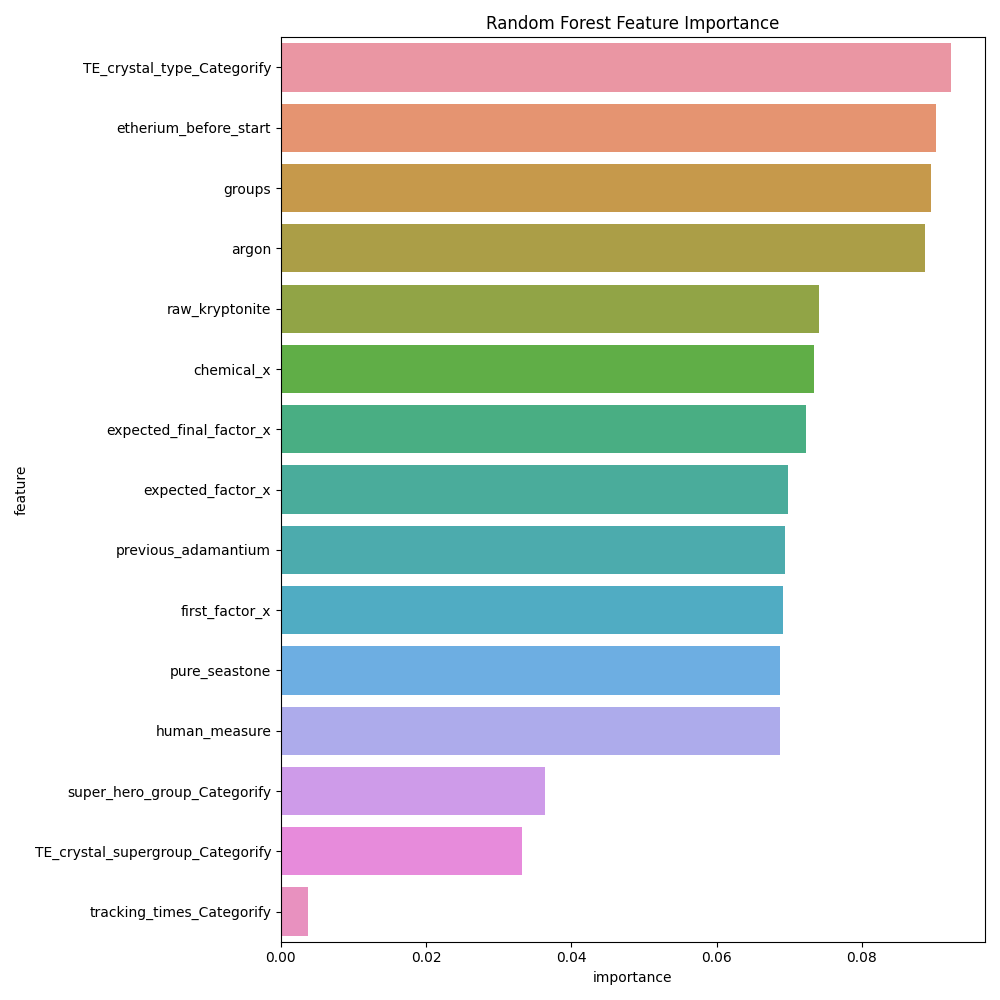 Random Forest Feature Importance
TE_crystal_type_Categorify
etherium_before_start
groups
argon
raw_kryptonite
chemical_x
expected_final_factor_x
expected_factor_x
previous_adamantium
first_factor_x
pure_seastone
human_measure
super_hero_group_Categorify
TE_crystal_supergroup_Categorify
tracking_times_Categorify
feature
0.00 0.02 0.04 0.06 0.08
importance